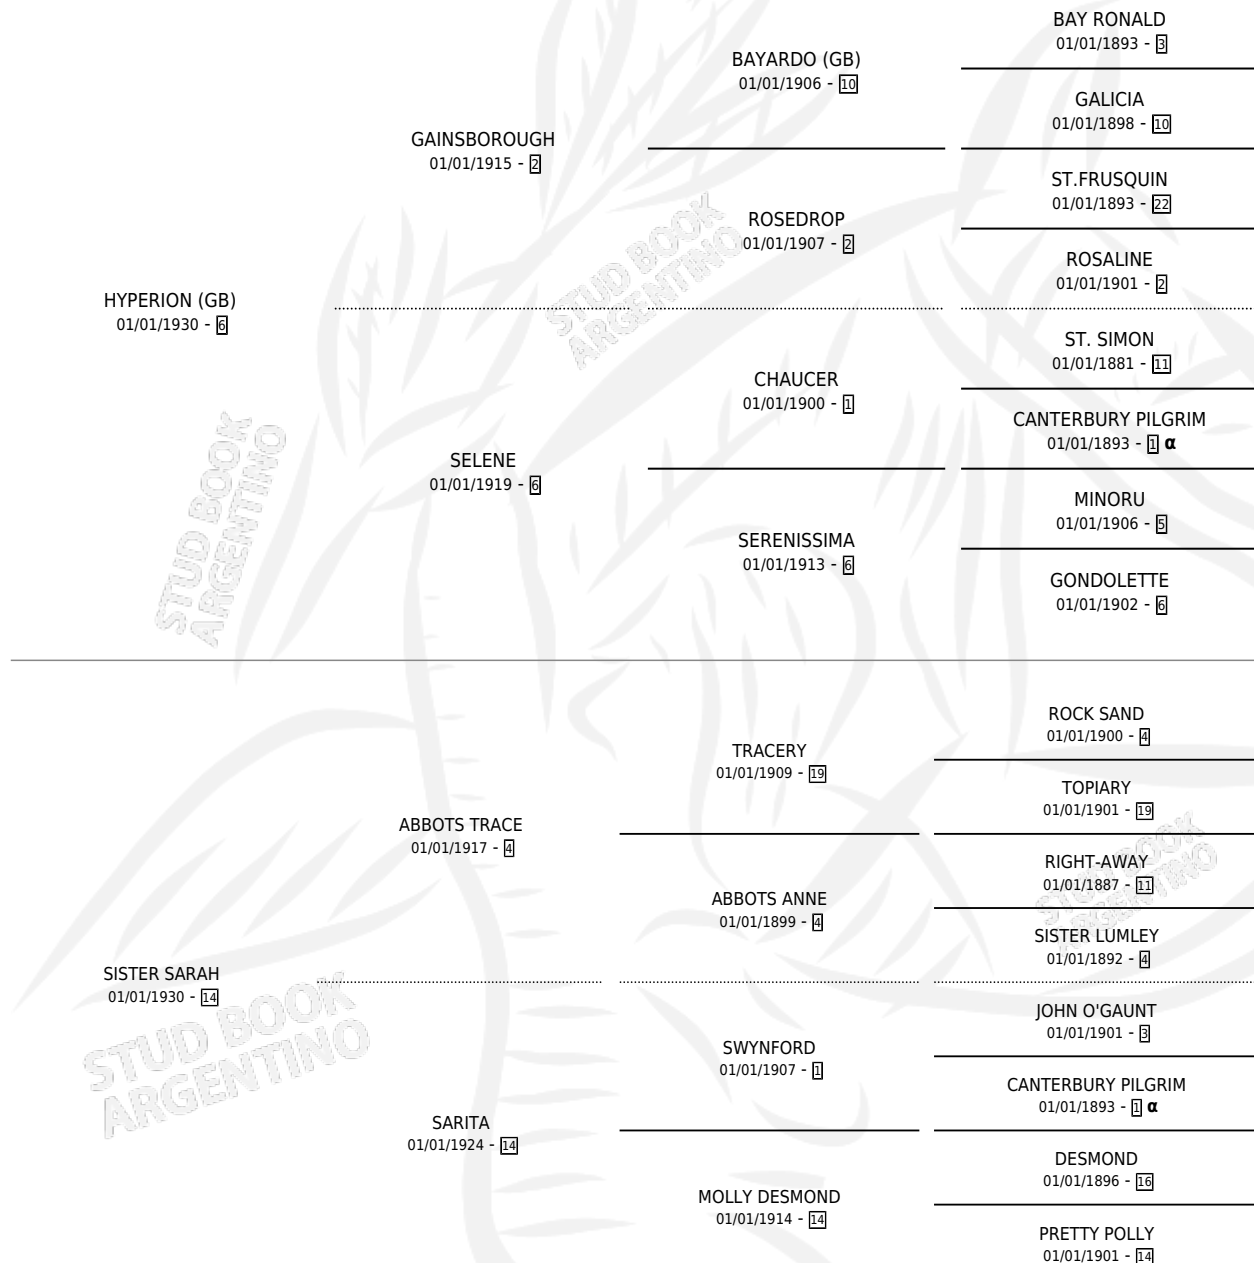 BAY RONALD
01/01/1893 - 3
BAYARDO (GB)
01/01/1906 - 10
GALICIA
01/01/1898 - 10
GAINSBOROUGH
01/01/1915 - 2
ST.FRUSQUIN
01/01/1893 - 22
ROSEDROP
01/01/1907 - 2
ROSALINE
01/01/1901 - 2
HYPERION (GB)
01/01/1930 - 6
STUD BOOK
ARGENTINO
ST. SIMON
01/01/1881 - 11
CHAUCER
01/01/1900 - 1
CANTERBURY PILGRIM
01/01/1893 - 1 α
SELENE
01/01/1919 - 6
MINORU
01/01/1906 - 5
SERENISSIMA
01/01/1913 - 6
GONDOLETTE
01/01/1902 - 6
STUD BOOK
ARGENTINO
ROCK SAND
01/01/1900 - 4
TRACERY
01/01/1909 - 19
TOPIARY
01/01/1901 - 19
ABBOTS TRACE
01/01/1917 - 4
RIGHT-AWAY
01/01/1887 - 11
STUD BOOK
ARGENTINO
ABBOTS ANNE
01/01/1899 - 4
SISTER LUMLEY
01/01/1892 - 4
SISTER SARAH
01/01/1930 - 14
STUD BOOK
ARGENTINO
JOHN O'GAUNT
01/01/1901 - 3
SWYNFORD
01/01/1907 - 1
CANTERBURY PILGRIM
01/01/1893 - 1 α
SARITA
01/01/1924 - 14
DESMOND
01/01/1896 - 16
MOLLY DESMOND
01/01/1914 - 14
PRETTY POLLY
01/01/1901 - 14